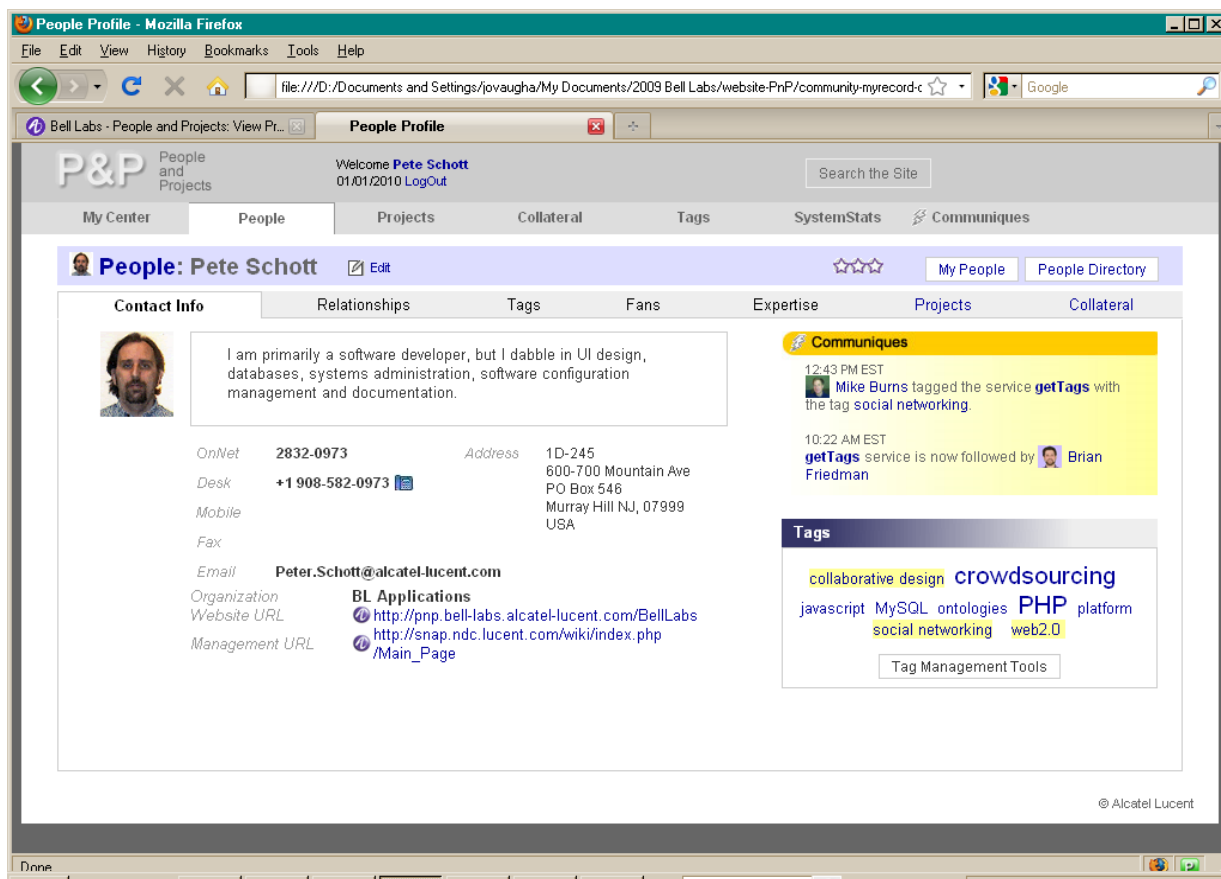 People Profile - Mozilla Firefox
File Edit View History Bookmarks Tools Help
file:///D:/Documents and Settings/jovaugha/My Documents/2009 Bell Labs/website-PnP/community-myrecord-c
Google
Bell Labs - People and Projects: View Pr...
People Profile
P&P
People
and
Projects
Welcome Pete Schott
01/01/2010 LogOut
Search the Site
My Center People Projects Collateral Tags SystemStats Communiques
People: Pete Schott
Edit
My People
People Directory
Contact Info Relationships Tags Fans Expertise Projects Collateral
I am primarily a software developer, but I dabble in UI design,
databases, systems administration, software configuration
management and documentation.
OnNet 2832-0973
Desk +1 908-582-0973
Mobile
Fax
Email Peter.Schott@alcatel-lucent.com
Address 1D-245
600-700 Mountain Ave
PO Box 546
Murray Hill NJ, 07999
USA
Organization BL Applications
Website URL http://pnp.bell-labs.alcatel-lucent.com/BellLabs
Management URL http://snap.ndc.lucent.com/wiki/index.php
/Main_Page
Communiques
12:43 PM EST
Mike Burns tagged the service getTags with
the tag social networking.
10:22 AM EST
getTags service is now followed by Brian
Friedman
Tags
collaborative design crowdsourcing
javascript MySQL ontologies PHP platform
social networking web2.0
Tag Management Tools
© Alcatel Lucent
Done